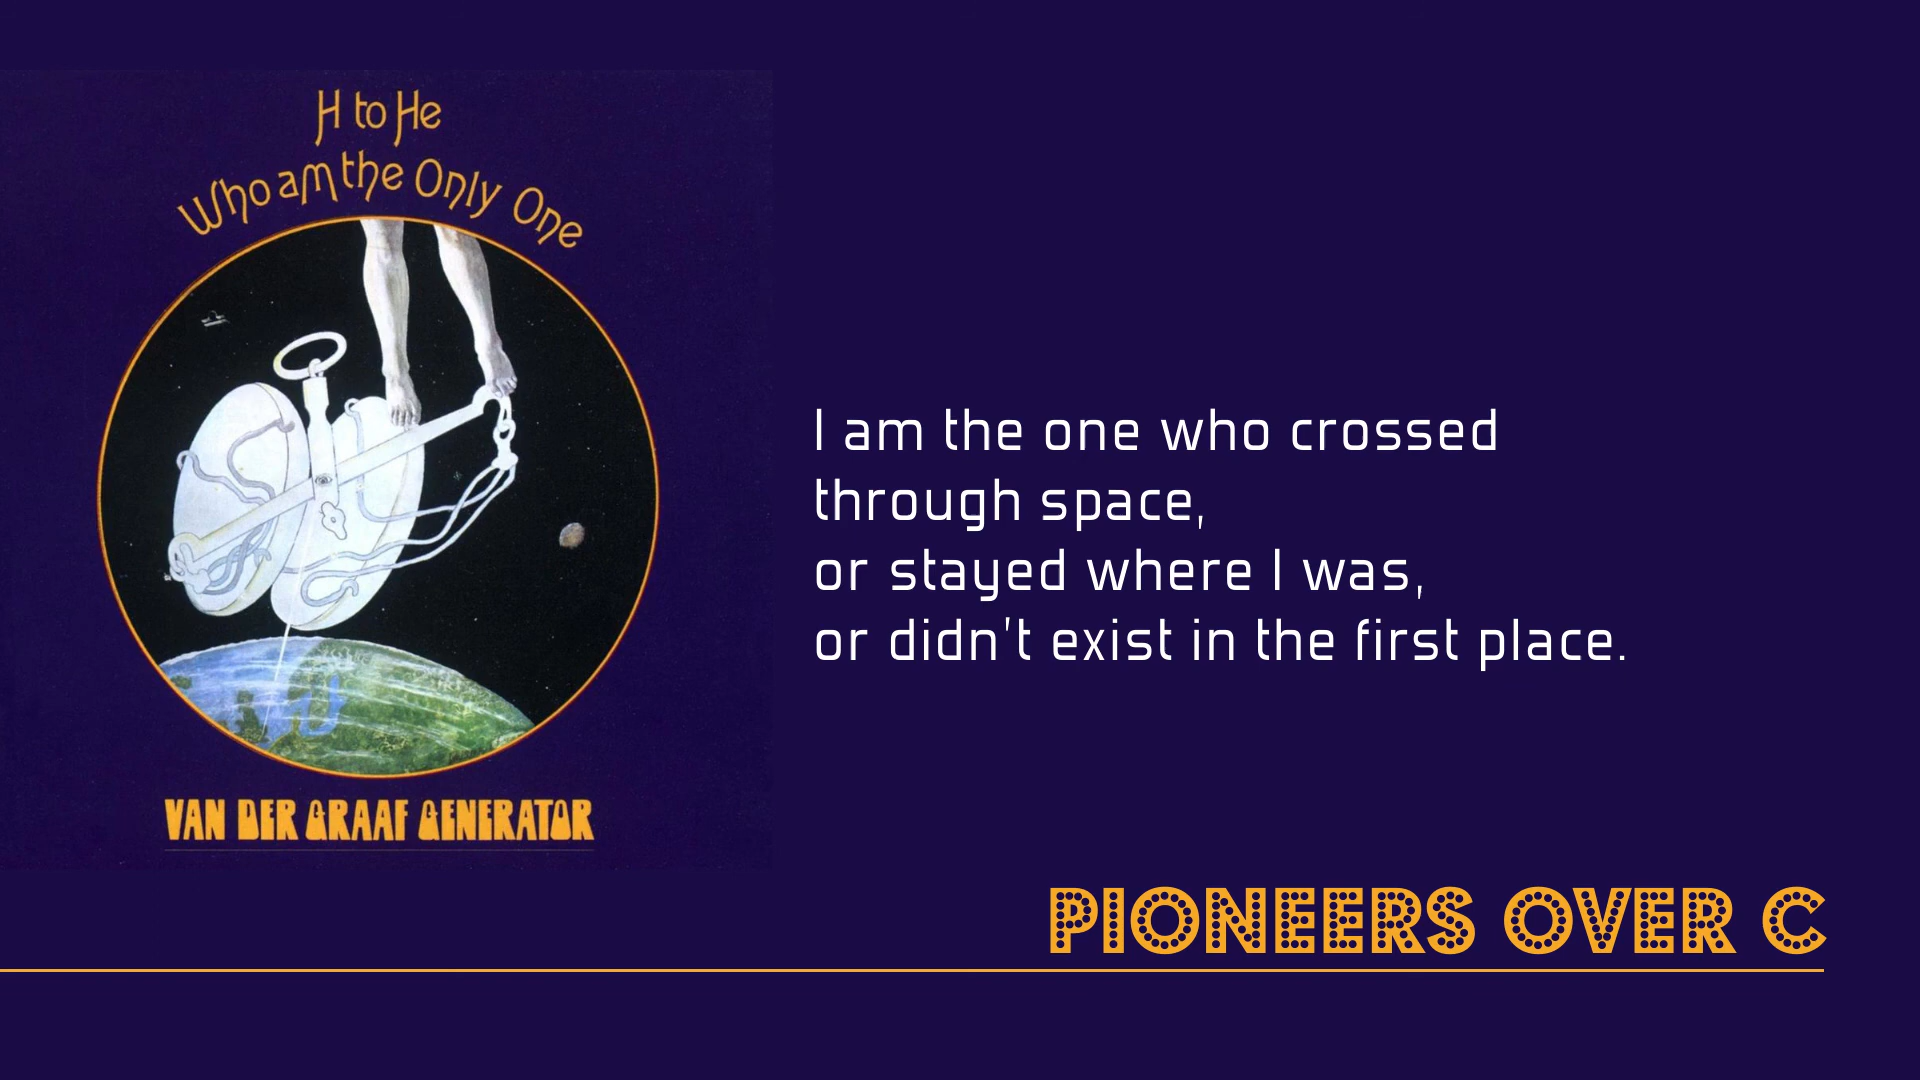 H to He
Who am the Only One
VAN DER GRAAF GENERATOR
I am the one who crossed
through space,
or stayed where I was,
or didn't exist in the first place.
PIONEERS OVER C